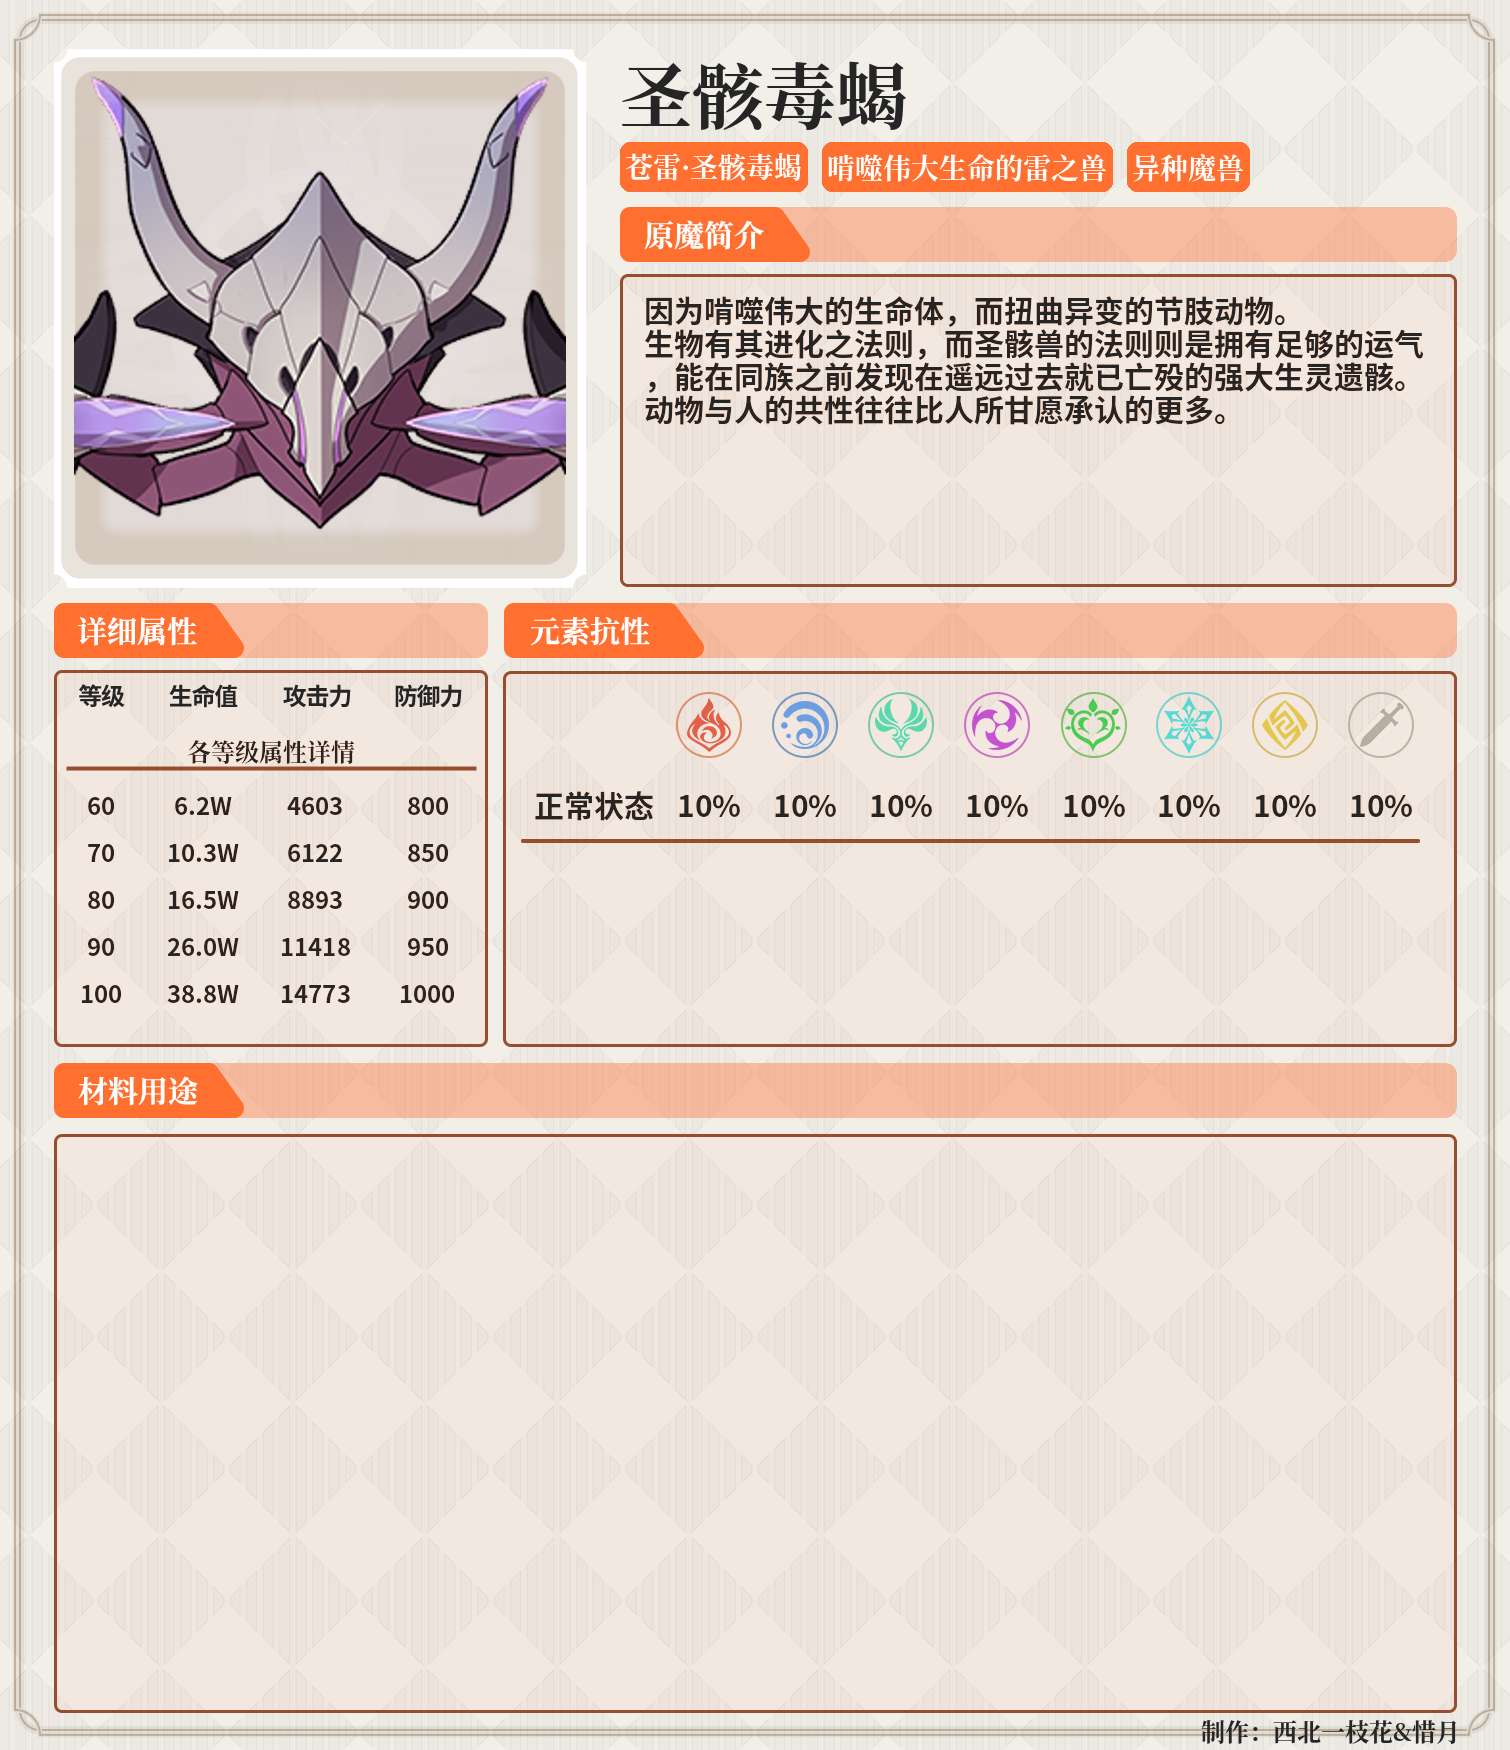 圣骸毒蝎
苍雷·圣骸毒蝎 啃噬伟大生命的雷之兽 异种魔兽
原魔简介
因为啃噬伟大的生命体，而扭曲异变的节肢动物。
生物有其进化之法则，而圣骸兽的法则则是拥有足够的运气
，能在同族之前发现在遥远过去就已亡殁的强大生灵遗骸。
动物与人的共性往往比人所甘愿承认的更多。
详细属性
等级 生命值 攻击力 防御力
各等级属性详情
60 6.2W 4603 800
70 10.3W 6122 850
80 16.5W 8893 900
90 26.0W 11418 950
100 38.8W 14773 1000
元素抗性
正常状态 10% 10% 10% 10% 10% 10% 10% 10%
材料用途
制作：西北一枝花&惜月